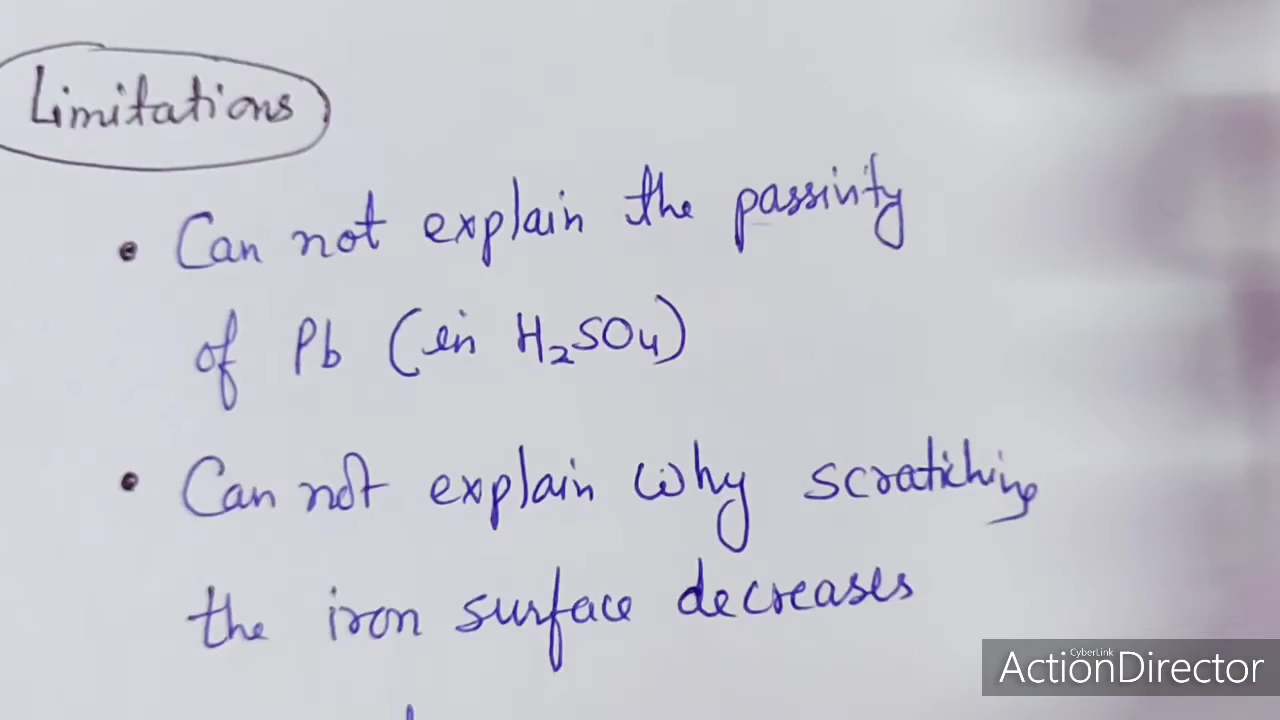 Limitations
• Can not explain the passivity
of Pb (in H₂SO₄)
• Can not explain why scratching
the iron surface decreases
CyberLink
ActionDirector